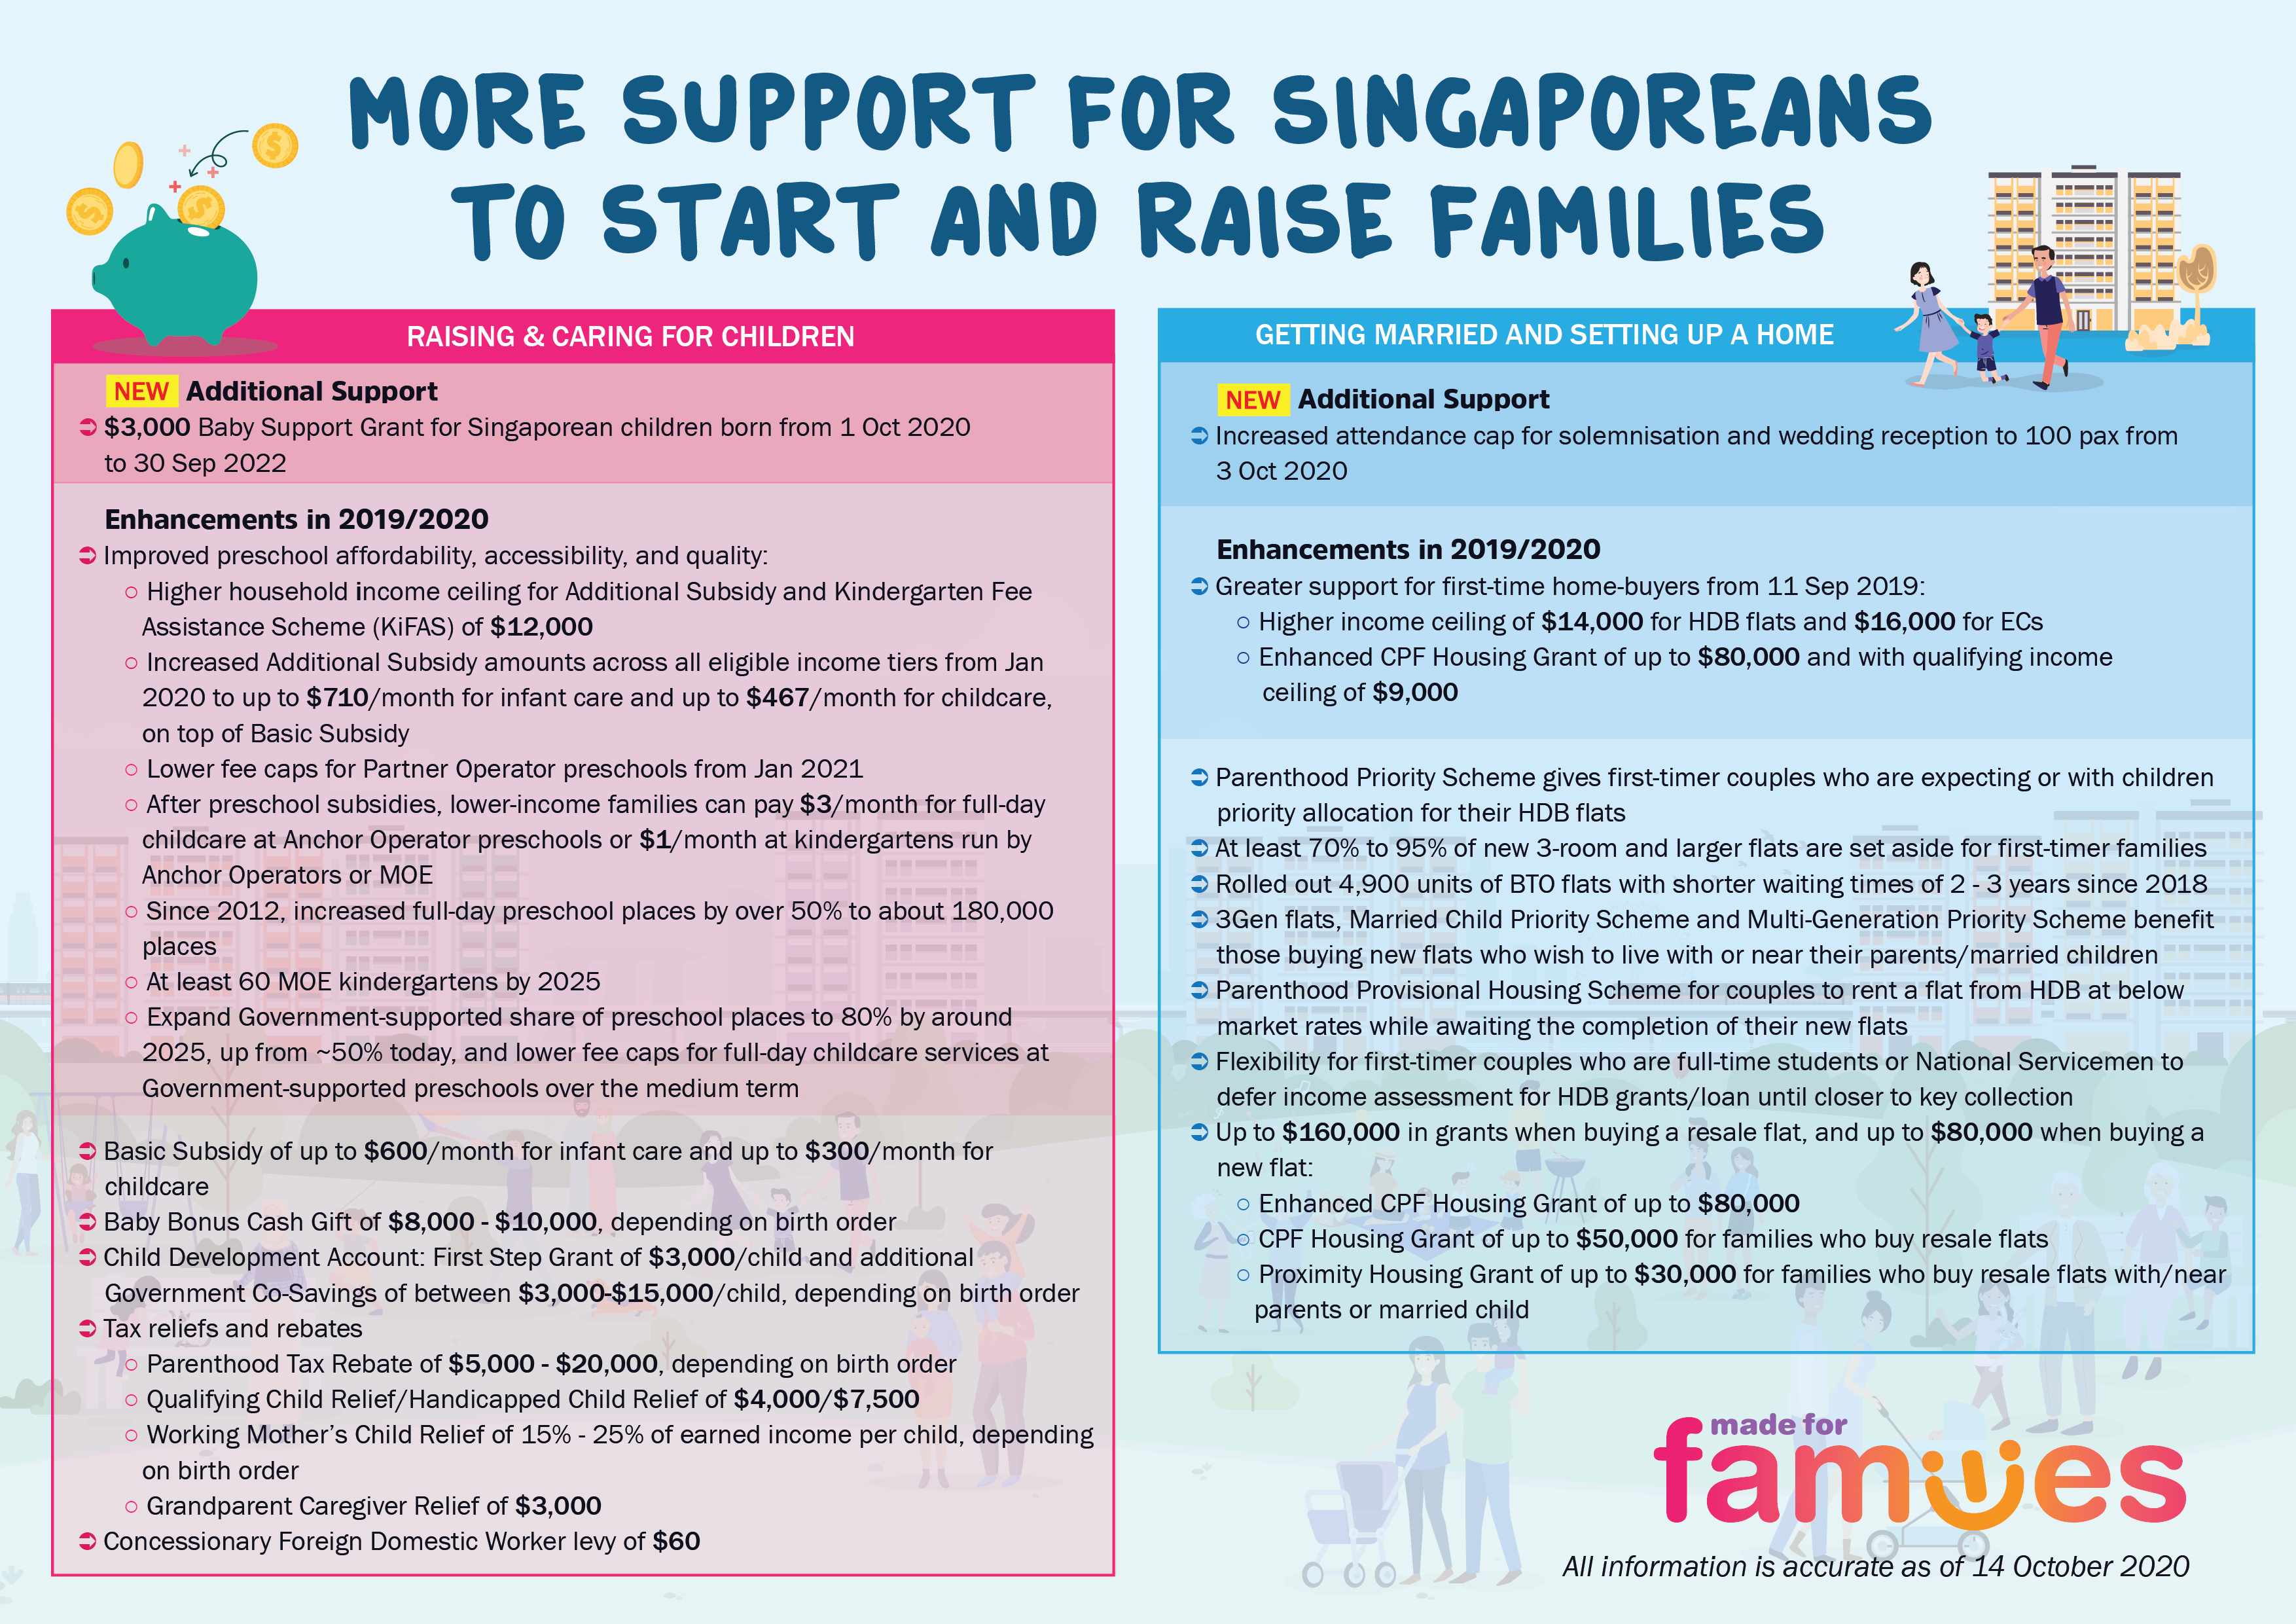 MORE SUPPORT FOR SINGAPOREANS
TO START AND RAISE FAMILIES
RAISING & CARING FOR CHILDREN
NEW Additional Support
$3,000 Baby Support Grant for Singaporean children born from 1 Oct 2020
to 30 Sep 2022
Enhancements in 2019/2020
Improved preschool affordability, accessibility, and quality:
Higher household income ceiling for Additional Subsidy and Kindergarten Fee
Assistance Scheme (KiFAS) of $12,000
Increased Additional Subsidy amounts across all eligible income tiers from Jan
2020 to up to $710/month for infant care and up to $467/month for childcare,
on top of Basic Subsidy
Lower fee caps for Partner Operator preschools from Jan 2021
After preschool subsidies, lower-income families can pay $3/month for full-day
childcare at Anchor Operator preschools or $1/month at kindergartens run by
Anchor Operators or MOE
Since 2012, increased full-day preschool places by over 50% to about 180,000
places
At least 60 MOE kindergartens by 2025
Expand Government-supported share of preschool places to 80% by around
2025, up from ~50% today, and lower fee caps for full-day childcare services at
Government-supported preschools over the medium term
Basic Subsidy of up to $600/month for infant care and up to $300/month for
childcare
Baby Bonus Cash Gift of $8,000 - $10,000, depending on birth order
Child Development Account: First Step Grant of $3,000/child and additional
Government Co-Savings of between $3,000-$15,000/child, depending on birth order
Tax reliefs and rebates
Parenthood Tax Rebate of $5,000 - $20,000, depending on birth order
Qualifying Child Relief/Handicapped Child Relief of $4,000/$7,500
Working Mother's Child Relief of 15% - 25% of earned income per child, depending
on birth order
Grandparent Caregiver Relief of $3,000
Concessionary Foreign Domestic Worker levy of $60
GETTING MARRIED AND SETTING UP A HOME
NEW Additional Support
Increased attendance cap for solemnisation and wedding reception to 100 pax from
3 Oct 2020
Enhancements in 2019/2020
Greater support for first-time home-buyers from 11 Sep 2019:
Higher income ceiling of $14,000 for HDB flats and $16,000 for ECs
Enhanced CPF Housing Grant of up to $80,000 and with qualifying income
ceiling of $9,000
Parenthood Priority Scheme gives first-timer couples who are expecting or with children
priority allocation for their HDB flats
At least 70% to 95% of new 3-room and larger flats are set aside for first-timer families
Rolled out 4,900 units of BTO flats with shorter waiting times of 2 - 3 years since 2018
3Gen flats, Married Child Priority Scheme and Multi-Generation Priority Scheme benefit
those buying new flats who wish to live with or near their parents/married children
Parenthood Provisional Housing Scheme for couples to rent a flat from HDB at below
market rates while awaiting the completion of their new flats
Flexibility for first-timer couples who are full-time students or National Servicemen to
defer income assessment for HDB grants/loan until closer to key collection
Up to $160,000 in grants when buying a resale flat, and up to $80,000 when buying a
new flat:
Enhanced CPF Housing Grant of up to $80,000
CPF Housing Grant of up to $50,000 for families who buy resale flats
Proximity Housing Grant of up to $30,000 for families who buy resale flats with/near
parents or married child
made for
families
All information is accurate as of 14 October 2020